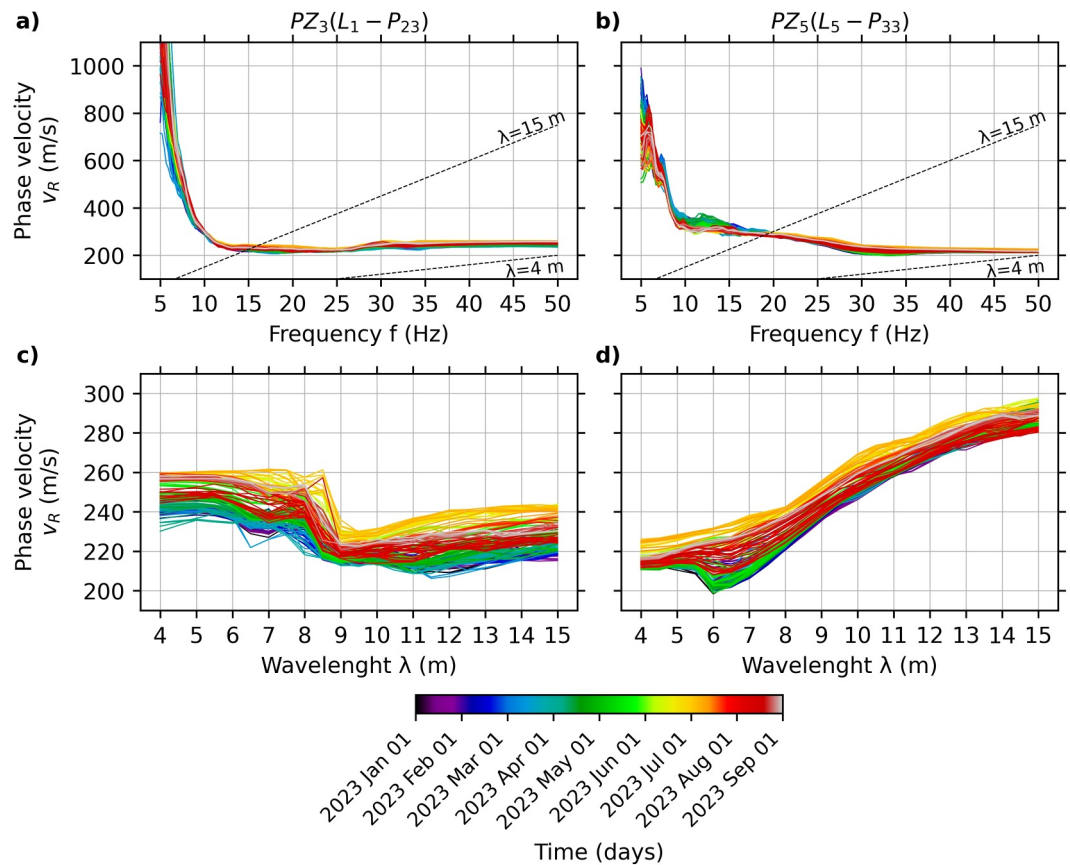 a) PZ₃(L₁ − P₂₃) b) PZ₅(L₅ − P₃₃)
Phase velocity
v_R (m/s)
1000
800
600
400
200
λ=15 m
λ=4 m
λ=15 m
λ=4 m
5 10 15 20 25 30 35 40 45 50
5 10 15 20 25 30 35 40 45 50
Frequency f (Hz) Frequency f (Hz)
c) d)
Phase velocity
v_R (m/s)
300
280
260
240
220
200
4 5 6 7 8 9 10 11 12 13 14 15
4 5 6 7 8 9 10 11 12 13 14 15
Wavelenght λ (m) Wavelenght λ (m)
2023 Jan 01
2023 Feb 01
2023 Mar 01
2023 Apr 01
2023 May 01
2023 Jun 01
2023 Jul 01
2023 Aug 01
2023 Sep 01
Time (days)